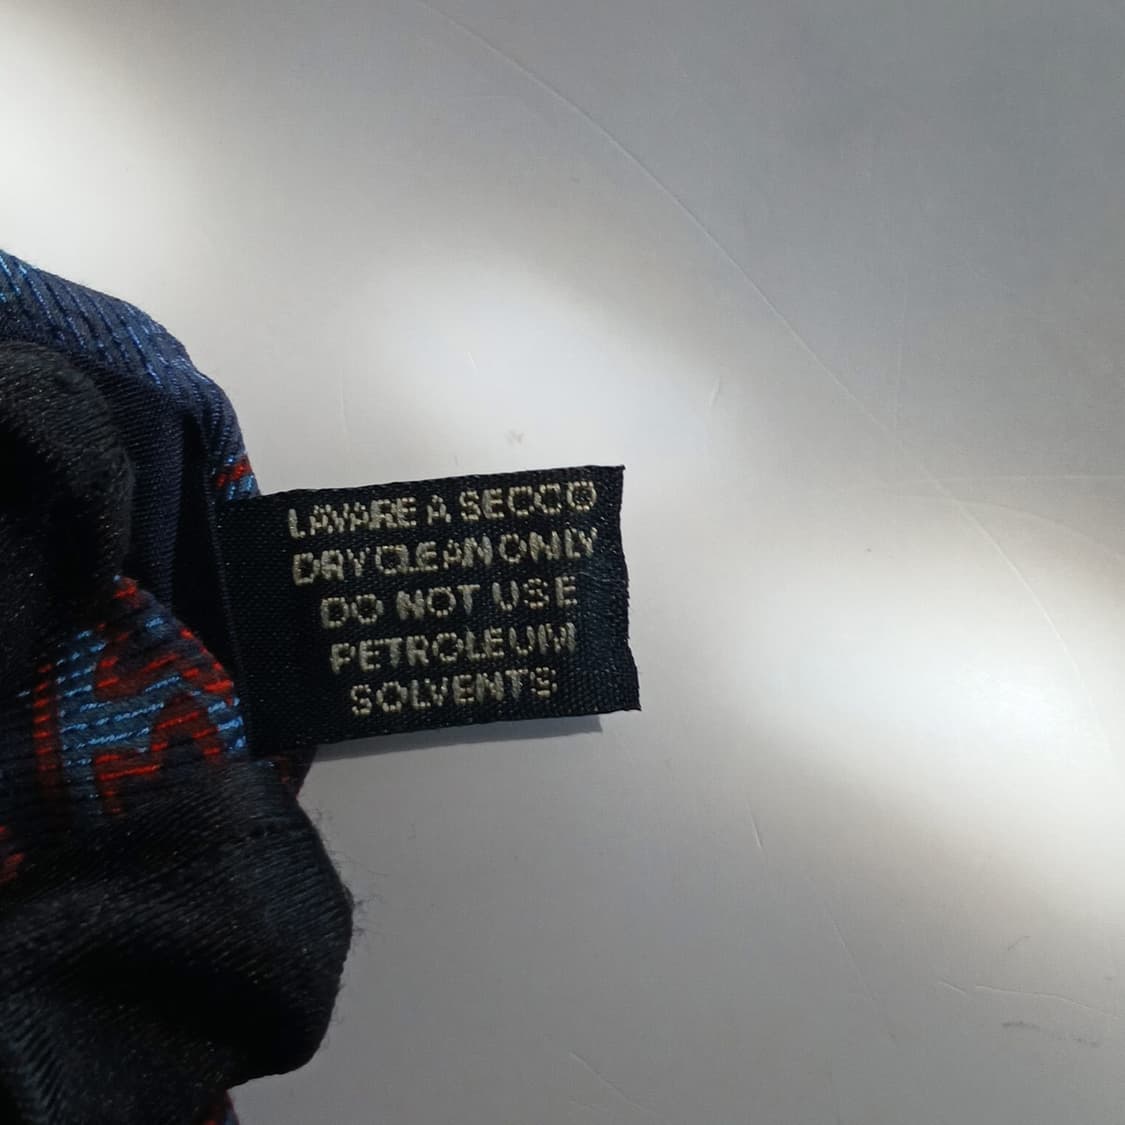 LAVARE A SECCO
DRY CLEAN ONLY
DO NOT USE
PETROLEUM
SOLVENTS